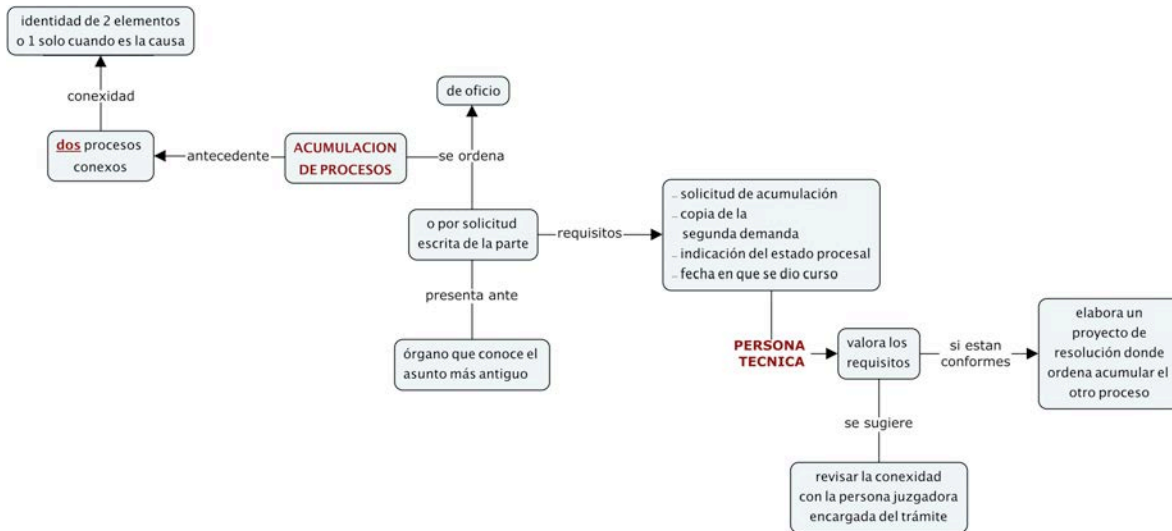 identidad de 2 elementos
o 1 solo cuando es la causa
conexidad
dos procesos
conexos
antecedente
ACUMULACION
DE PROCESOS
se ordena
de oficio
o por solicitud
escrita de la parte
presenta ante
órgano que conoce el
asunto más antiguo
requisitos
– solicitud de acumulación
– copia de la
segunda demanda
– indicación del estado procesal
– fecha en que se dio curso
PERSONA
TECNICA
valora los
requisitos
se sugiere
revisar la conexidad
con la persona juzgadora
encargada del trámite
si estan
conformes
elabora un
proyecto de
resolución donde
ordena acumular el
otro proceso